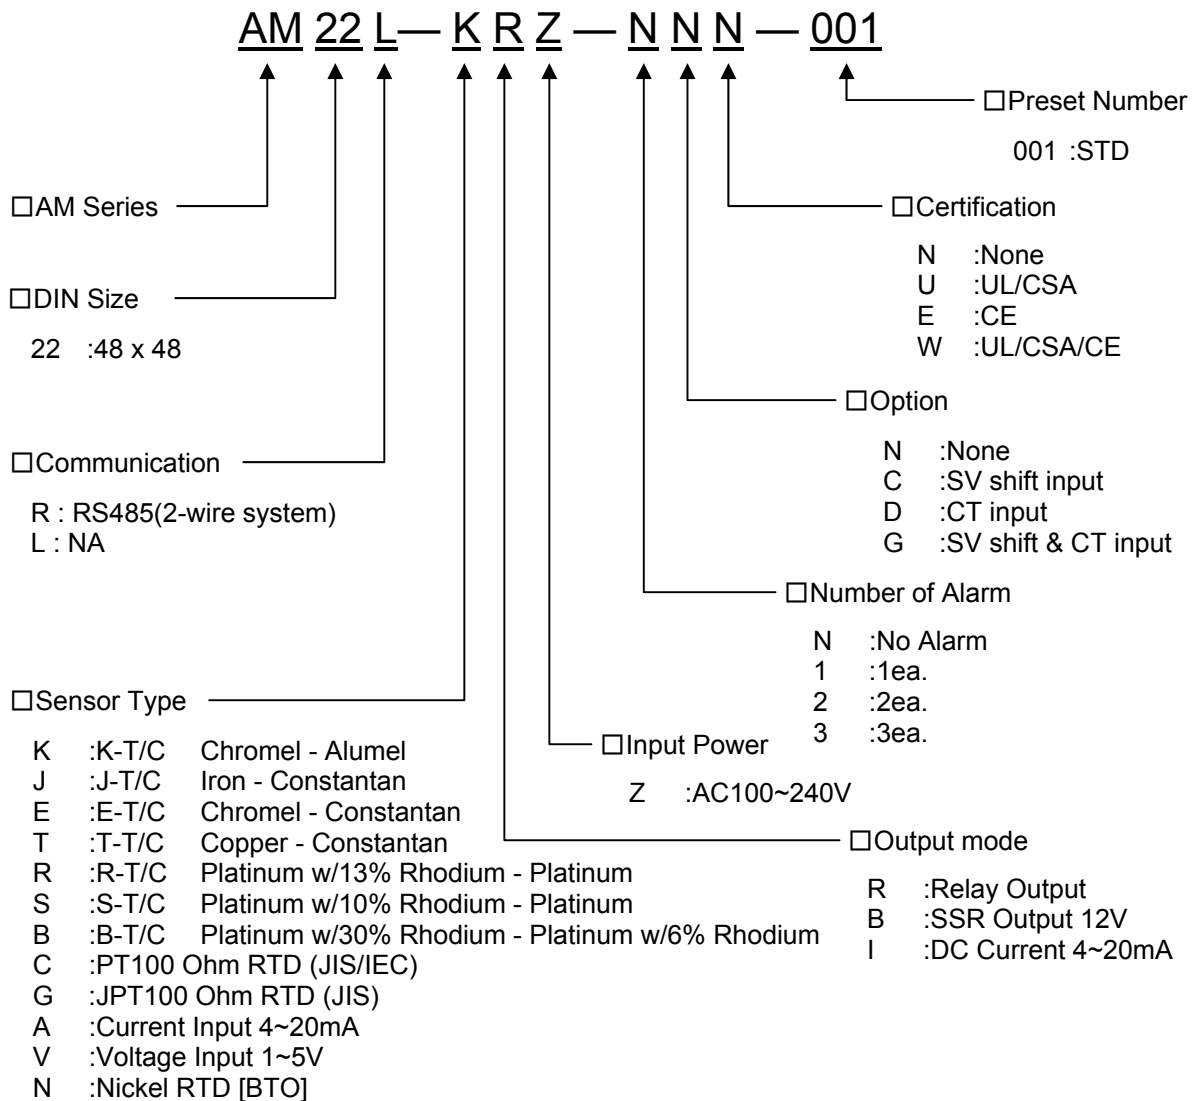 AM 22 L— K R Z — N N N — 001
□Preset Number
001 :STD
□AM Series
□Certification
N :None
U :UL/CSA
E :CE
W :UL/CSA/CE
□DIN Size
22 :48 x 48
□Option
N :None
C :SV shift input
D :CT input
G :SV shift & CT input
□Communication
R : RS485(2-wire system)
L : NA
□Number of Alarm
N :No Alarm
1 :1ea.
2 :2ea.
3 :3ea.
□Sensor Type
K :K-T/C Chromel - Alumel
J :J-T/C Iron - Constantan
E :E-T/C Chromel - Constantan
T :T-T/C Copper - Constantan
R :R-T/C Platinum w/13% Rhodium - Platinum
S :S-T/C Platinum w/10% Rhodium - Platinum
B :B-T/C Platinum w/30% Rhodium - Platinum w/6% Rhodium
C :PT100 Ohm RTD (JIS/IEC)
G :JPT100 Ohm RTD (JIS)
A :Current Input 4~20mA
V :Voltage Input 1~5V
N :Nickel RTD [BTO]
□Input Power
Z :AC100~240V
□Output mode
R :Relay Output
B :SSR Output 12V
I :DC Current 4~20mA